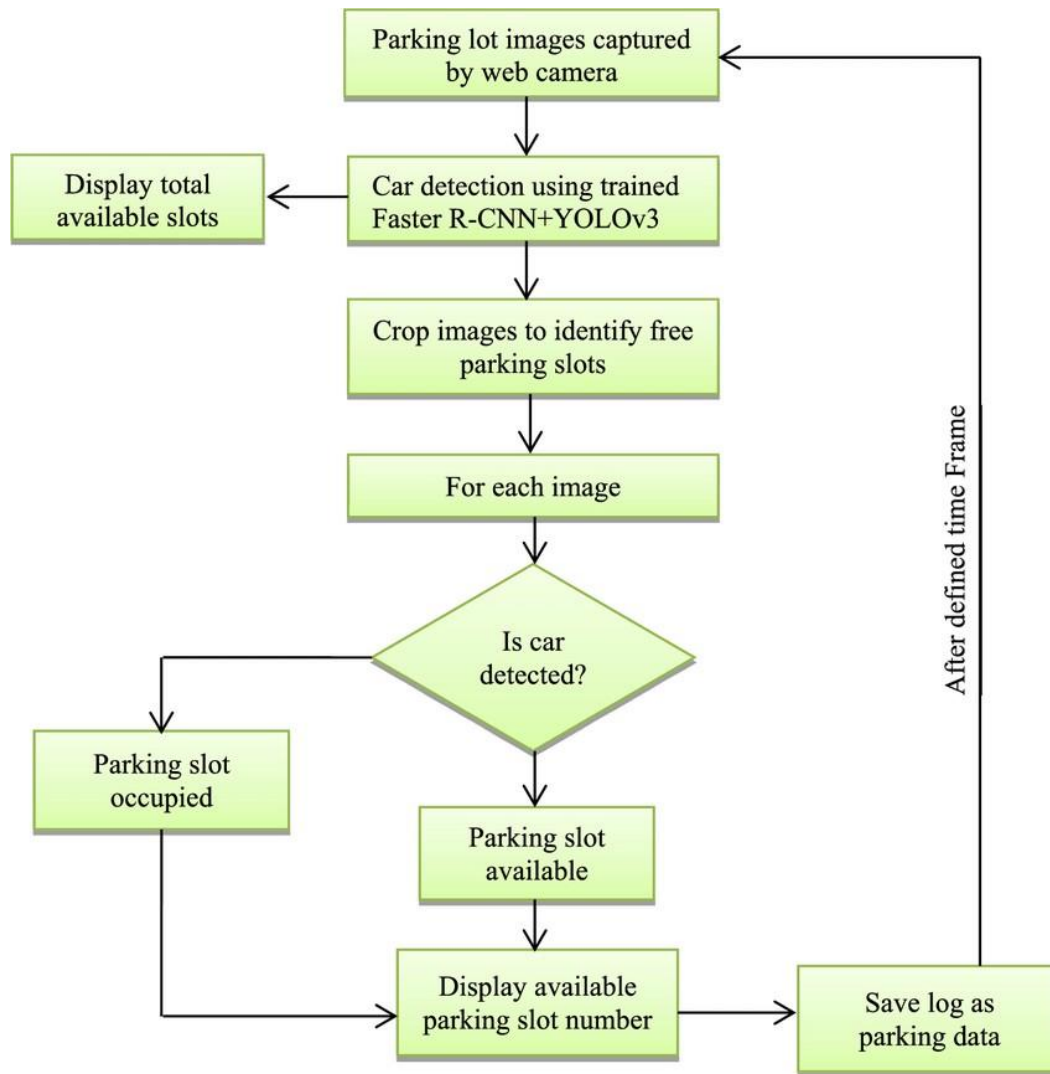 Parking lot images captured
by web camera
Display total
available slots
Car detection using trained
Faster R-CNN+YOLOv3
Crop images to identify free
parking slots
For each image
Is car
detected?
Parking slot
occupied
Parking slot
available
Display available
parking slot number
Save log as
parking data
After defined time Frame